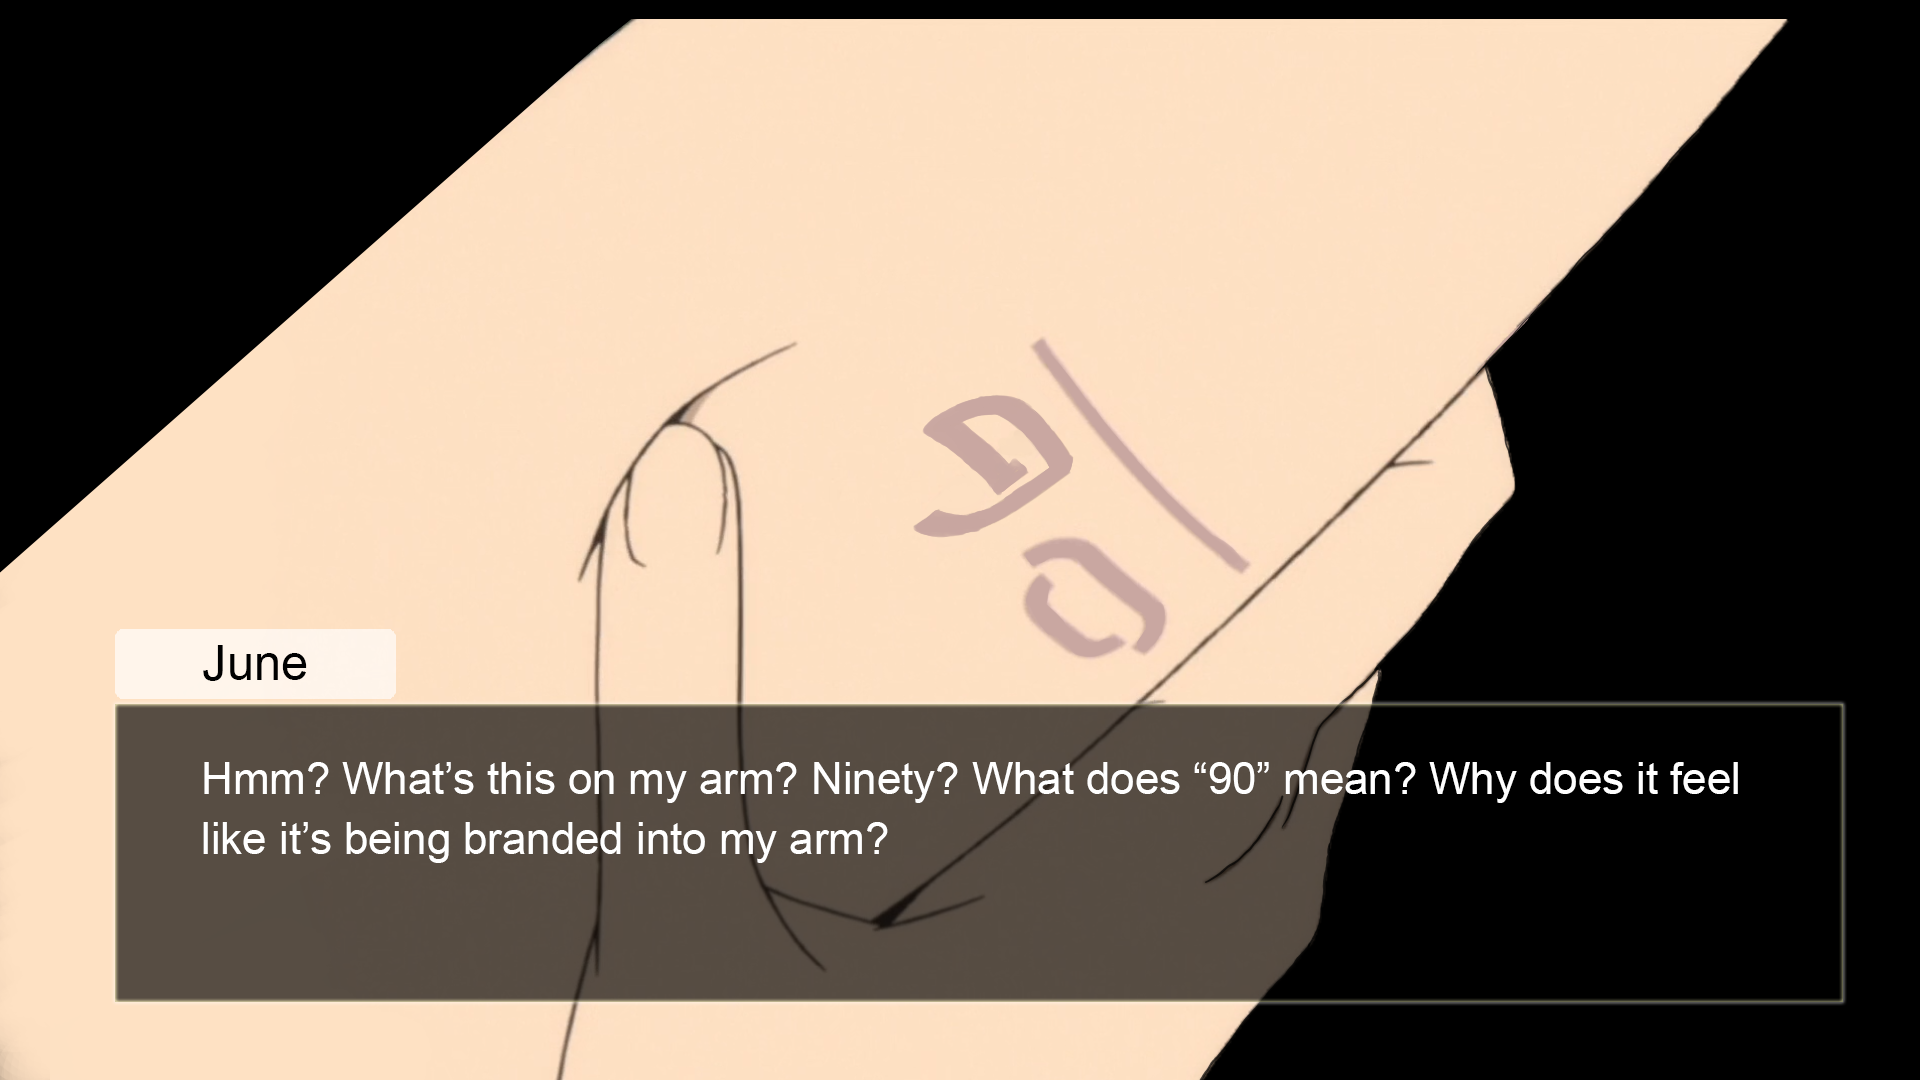 90
June
Hmm? What’s this on my arm? Ninety? What does “90” mean? Why does it feel
like it’s being branded into my arm?